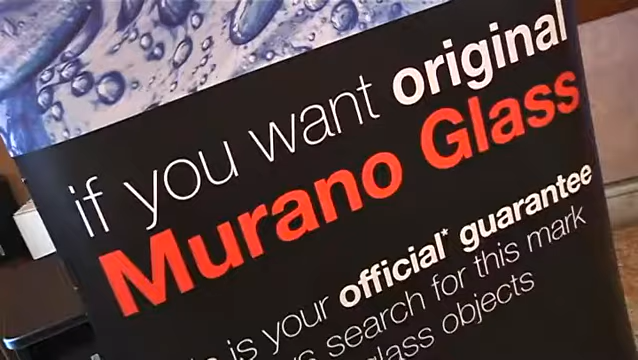 if you want original
Murano Glass
is your official* guarantee
search for this mark
glass objects